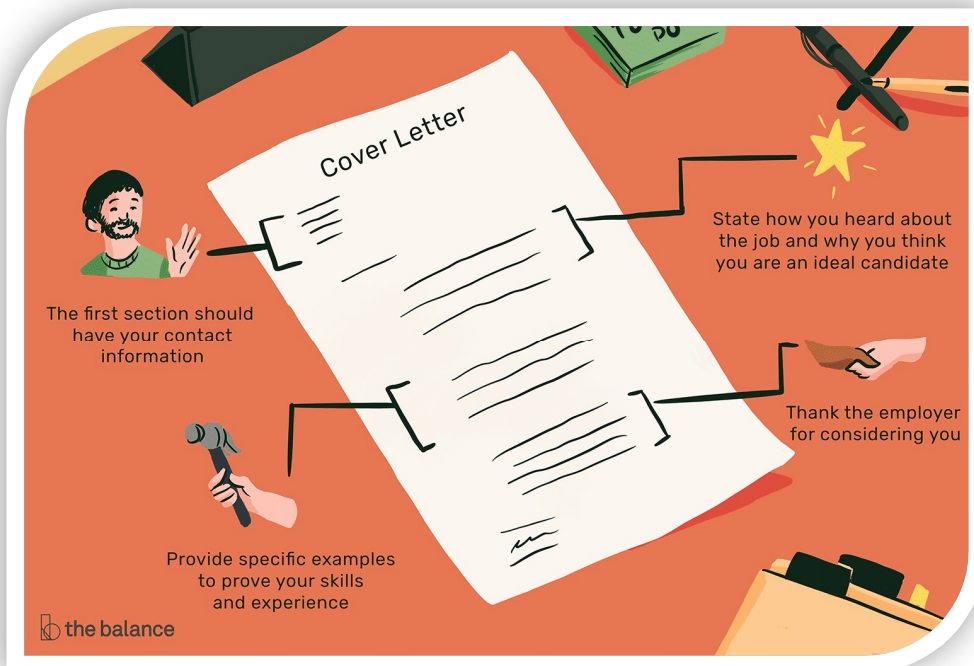 TO
DO
Cover Letter
The first section should
have your contact
information
State how you heard about
the job and why you think
you are an ideal candidate
Provide specific examples
to prove your skills
and experience
Thank the employer
for considering you
the balance